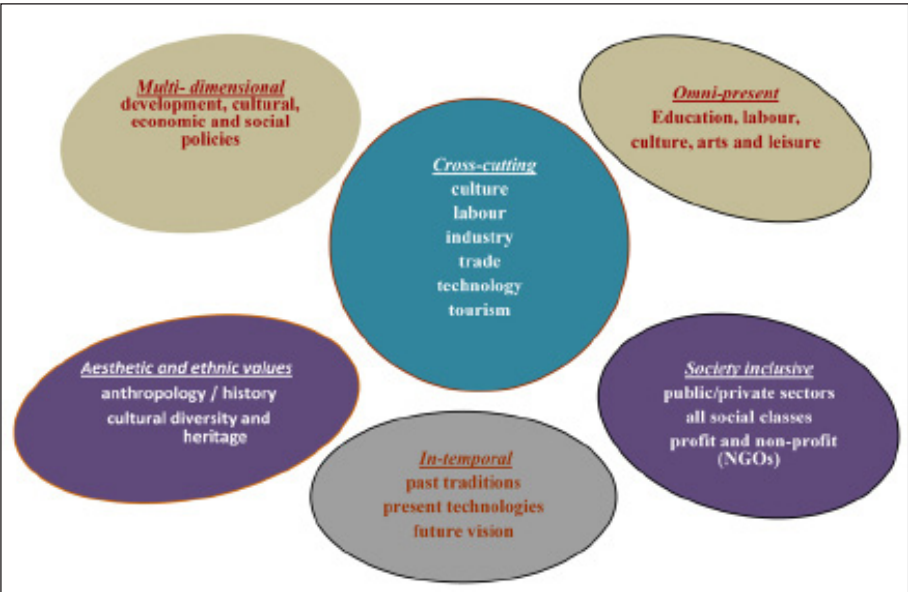 Multi- dimensional
development, cultural,
economic and social
policies
Omni-present
Education, labour,
culture, arts and leisure
Cross-cutting
culture
labour
industry
trade
technology
tourism
Aesthetic and ethnic values
anthropology / history
cultural diversity and
heritage
Society inclusive
public/private sectors
all social classes
profit and non-profit
(NGOs)
In-temporal
past traditions
present technologies
future vision